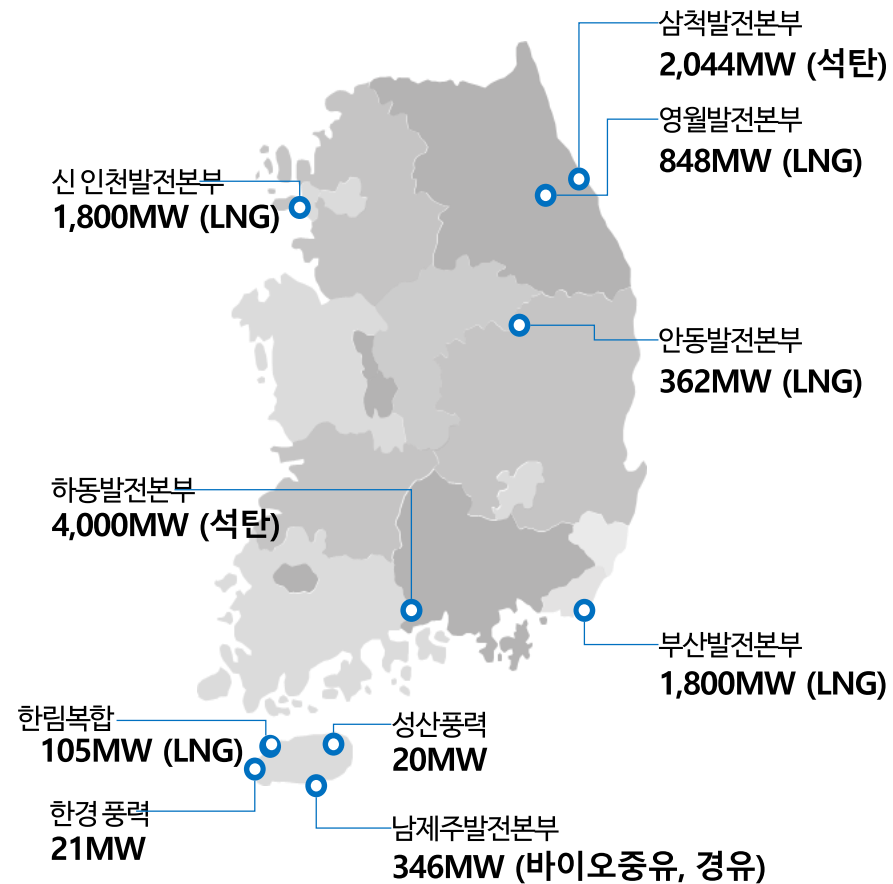 삼척발전본부
2,044MW (석탄)
영월발전본부
848MW (LNG)
신 인천발전본부
1,800MW (LNG)
안동발전본부
362MW (LNG)
하동발전본부
4,000MW (석탄)
부산발전본부
1,800MW (LNG)
한림복합
105MW (LNG)
성산풍력
20MW
한경 풍력
21MW
남제주발전본부
346MW (바이오중유, 경유)